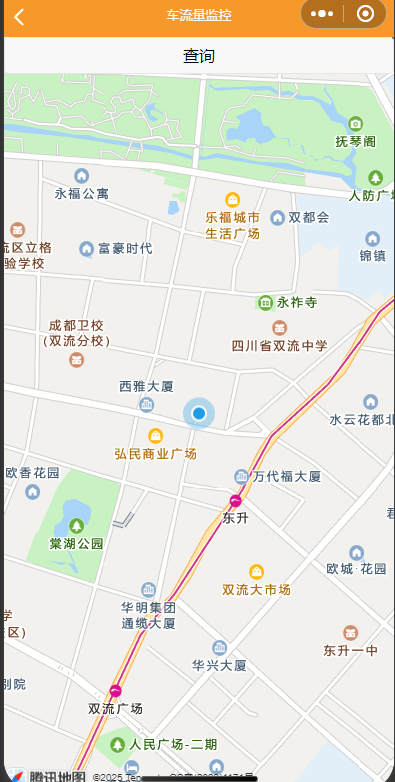 车流量监控
查询
抚琴阁
永福公寓
人防广
乐福城市
生活广场
双都会
流区立格
验学校
富豪时代
锦镇
永祚寺
成都卫校
(双流分校)
四川省双流中学
西雅大厦
水云花都北
弘民商业广场
欧香花园
万代福大厦
东升
棠湖公园
欧城·花园
双流大市场
华明集团
通缆大厦
学
区)
东升一中
华兴大厦
别院
双流广场
人民广场-二期
腾讯地图
©2025 Ten